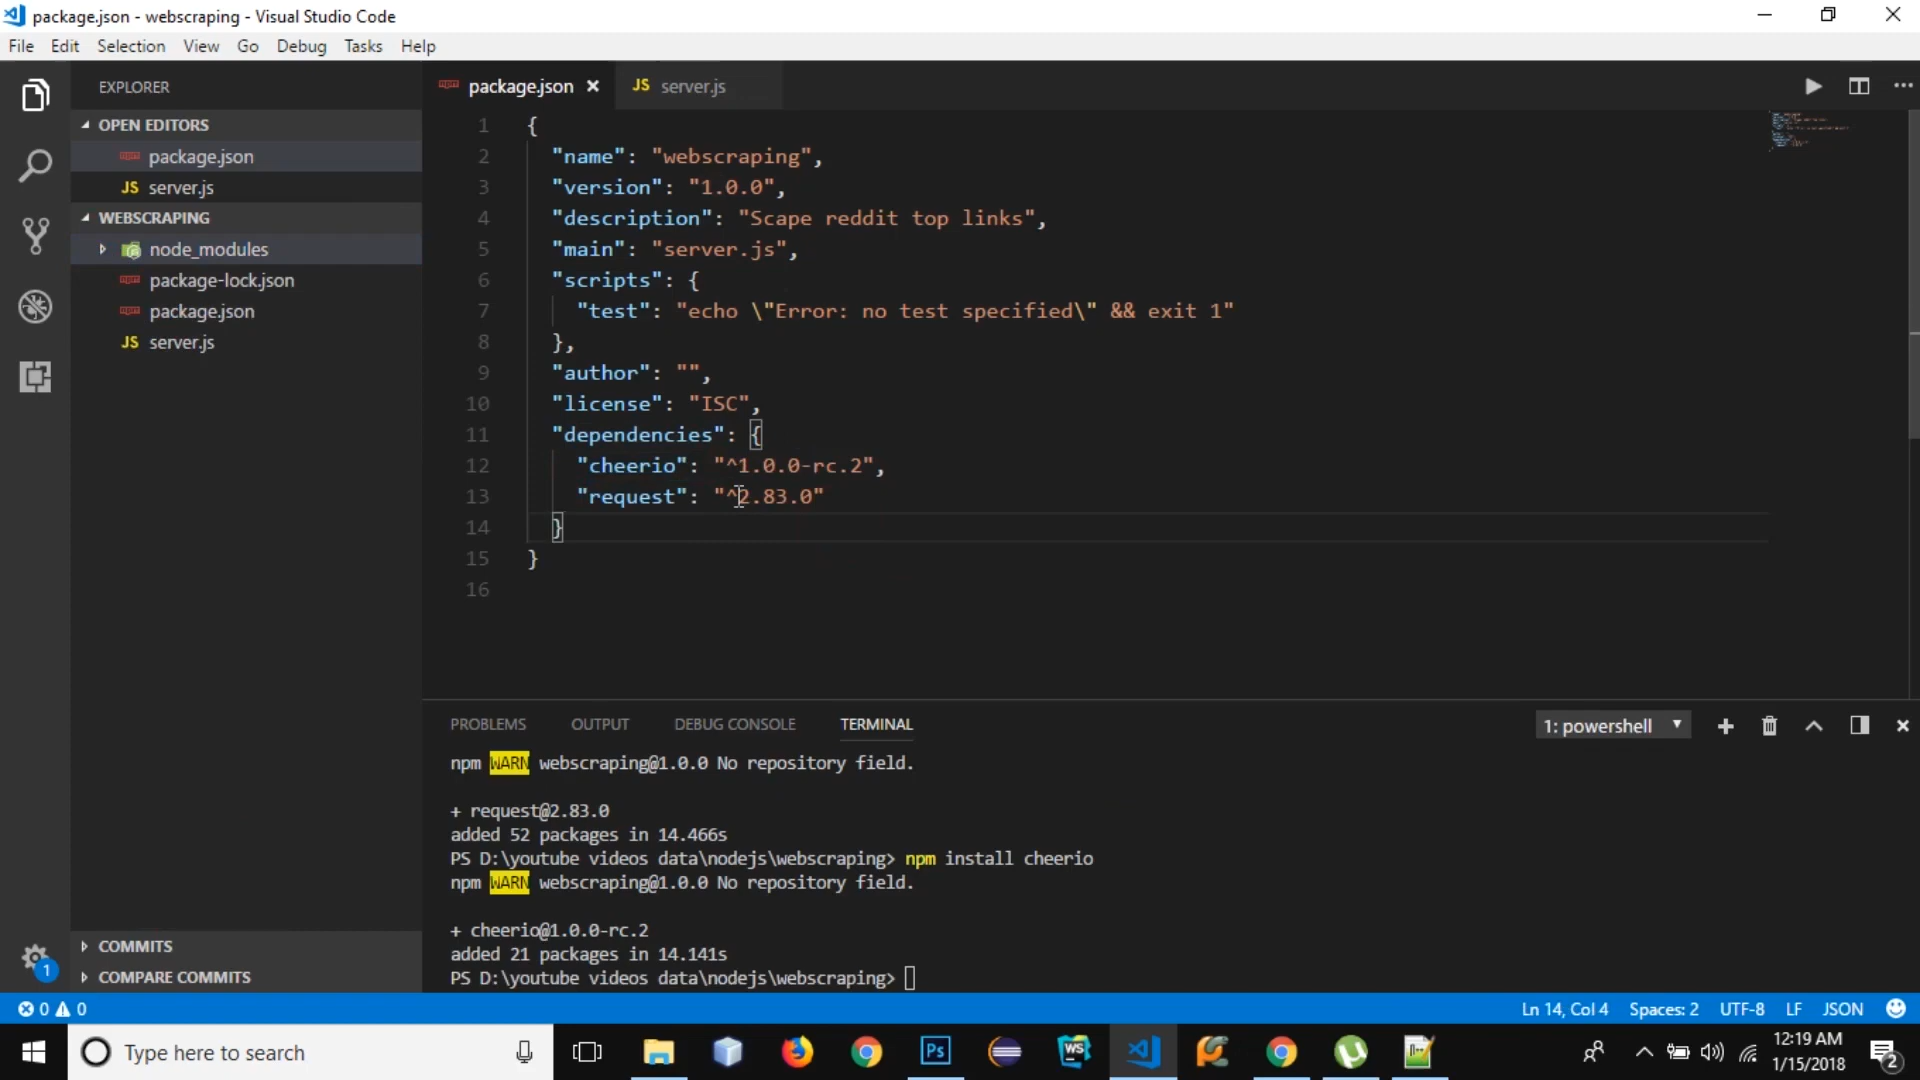 package.json - webscraping - Visual Studio Code
File Edit Selection View Go Debug Tasks Help
EXPLORER
OPEN EDITORS
package.json
JS server.js
WEBSCRAPING
node_modules
package-lock.json
package.json
JS server.js
COMMITS
COMPARE COMMITS
1
package.json JS server.js
1 {
2 "name": "webscraping",
3 "version": "1.0.0",
4 "description": "Scape reddit top links",
5 "main": "server.js",
6 "scripts": {
7 "test": "echo \"Error: no test specified\" && exit 1"
8 },
9 "author": "",
10 "license": "ISC",
11 "dependencies": {
12 "cheerio": "^1.0.0-rc.2",
13 "request": "^2.83.0"
14 }
15 }
16
PROBLEMS OUTPUT DEBUG CONSOLE TERMINAL 1: powershell
npm WARN webscraping@1.0.0 No repository field.
+ request@2.83.0
added 52 packages in 14.466s
PS D:\youtube videos data\nodejs\webscraping> npm install cheerio
npm WARN webscraping@1.0.0 No repository field.
+ cheerio@1.0.0-rc.2
added 21 packages in 14.141s
PS D:\youtube videos data\nodejs\webscraping>
0 0 Ln 14, Col 4 Spaces: 2 UTF-8 LF JSON
Type here to search Ps WS 12:19 AM
1/15/2018 2